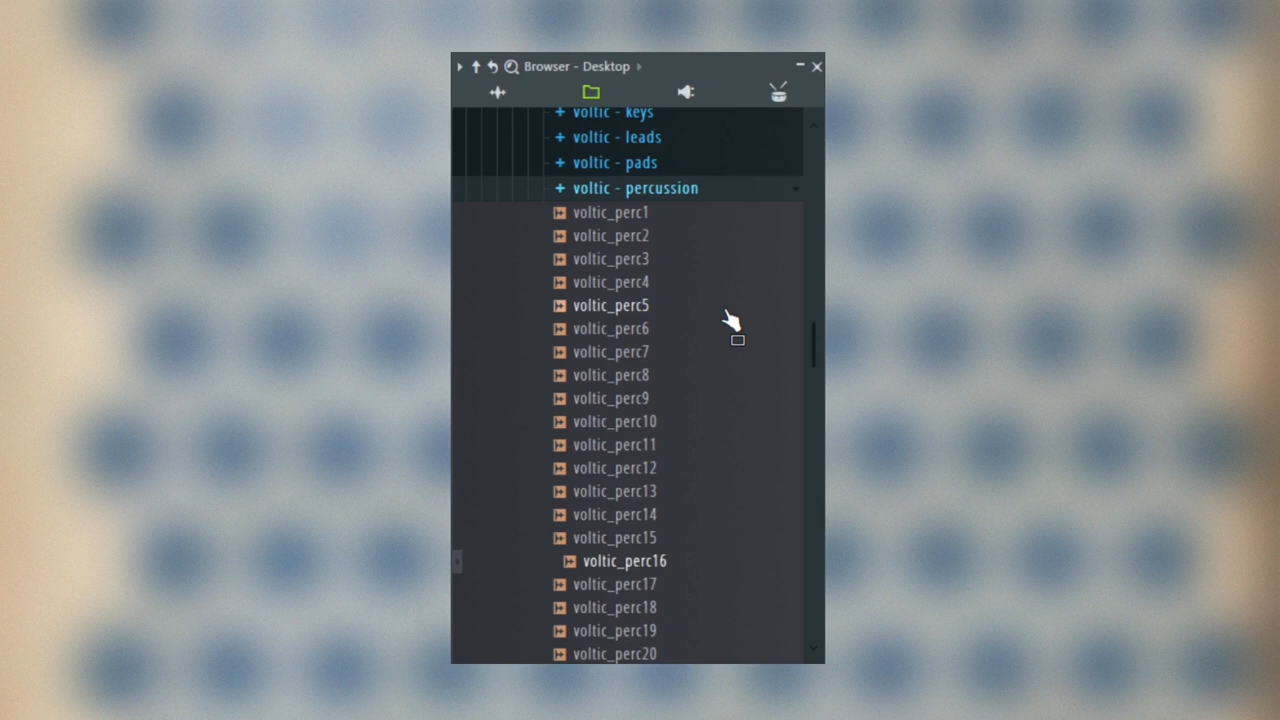 Browser - Desktop
voltic - keys
voltic - leads
voltic - pads
voltic - percussion
voltic_perc1
voltic_perc2
voltic_perc3
voltic_perc4
voltic_perc5
voltic_perc6
voltic_perc7
voltic_perc8
voltic_perc9
voltic_perc10
voltic_perc11
voltic_perc12
voltic_perc13
voltic_perc14
voltic_perc15
voltic_perc16
voltic_perc17
voltic_perc18
voltic_perc19
voltic_perc20